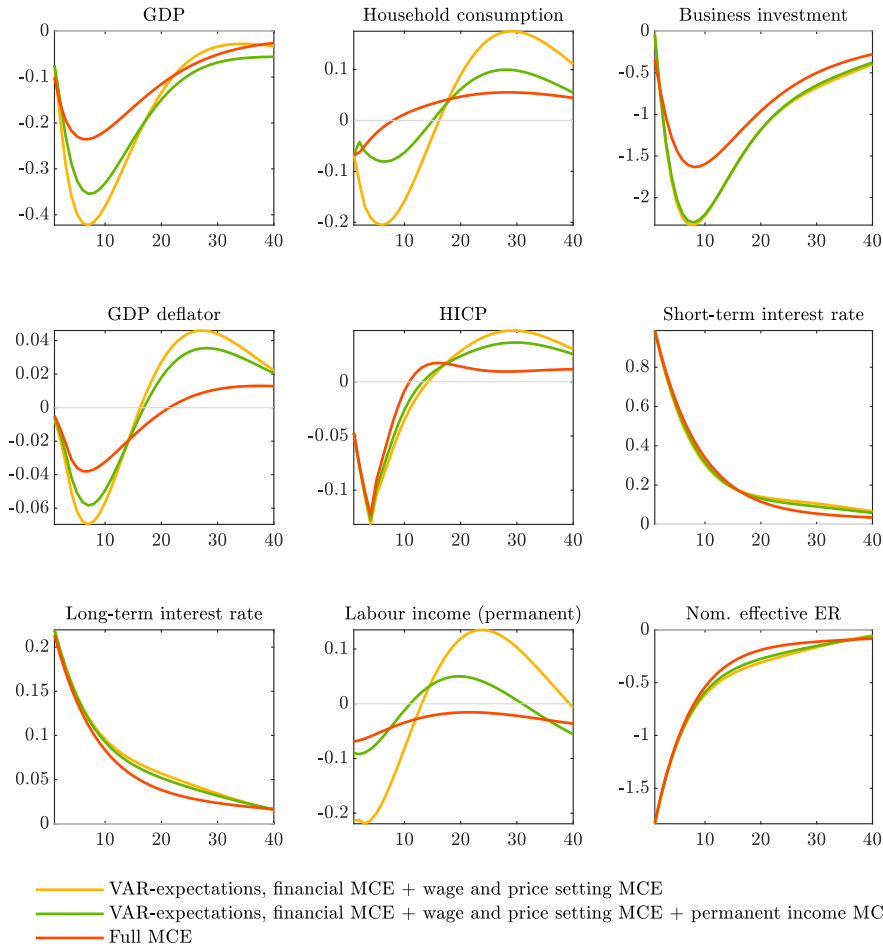 GDP
Household consumption
Business investment
0
-0.1
-0.2
-0.3
-0.4
10 20 30 40
0.1
0
-0.1
-0.2
10 20 30 40
0
-0.5
-1
-1.5
-2
10 20 30 40
GDP deflator
HICP
Short-term interest rate
0.04
0.02
0
-0.02
-0.04
-0.06
10 20 30 40
0
-0.05
-0.1
10 20 30 40
0.8
0.6
0.4
0.2
0
10 20 30 40
Long-term interest rate
Labour income (permanent)
Nom. effective ER
0.2
0.15
0.1
0.05
0
10 20 30 40
0.1
0
-0.1
-0.2
10 20 30 40
0
-0.5
-1
-1.5
10 20 30 40
VAR-expectations, financial MCE + wage and price setting MCE
VAR-expectations, financial MCE + wage and price setting MCE + permanent income MC
Full MCE